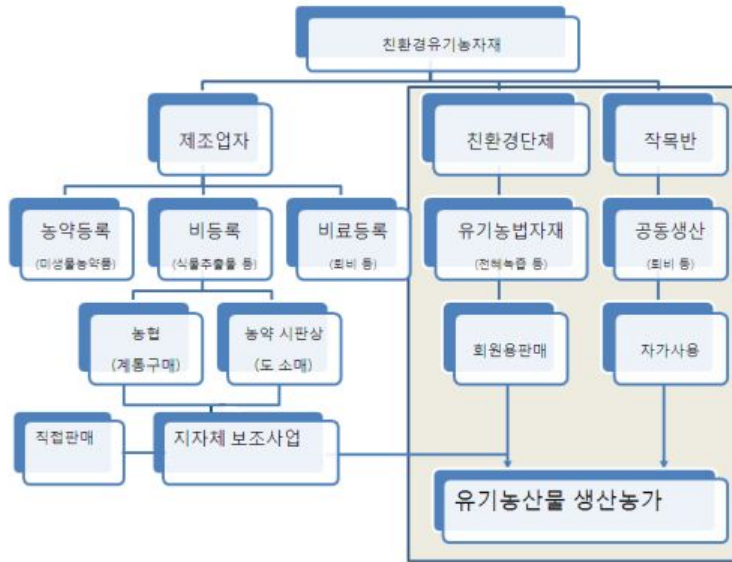 친환경유기농자재
제조업자
친환경단체
작목반
농약등록
(미생물농약품)
비등록
(식물추출물 등)
비료등록
(퇴비 등)
유기농법자재
(전혜녹즙 등)
공동생산
(퇴비 등)
농협
(계통구매)
농약 시판상
(도 소매)
회원용판매
자가사용
직접판매
지자체 보조사업
유기농산물 생산농가